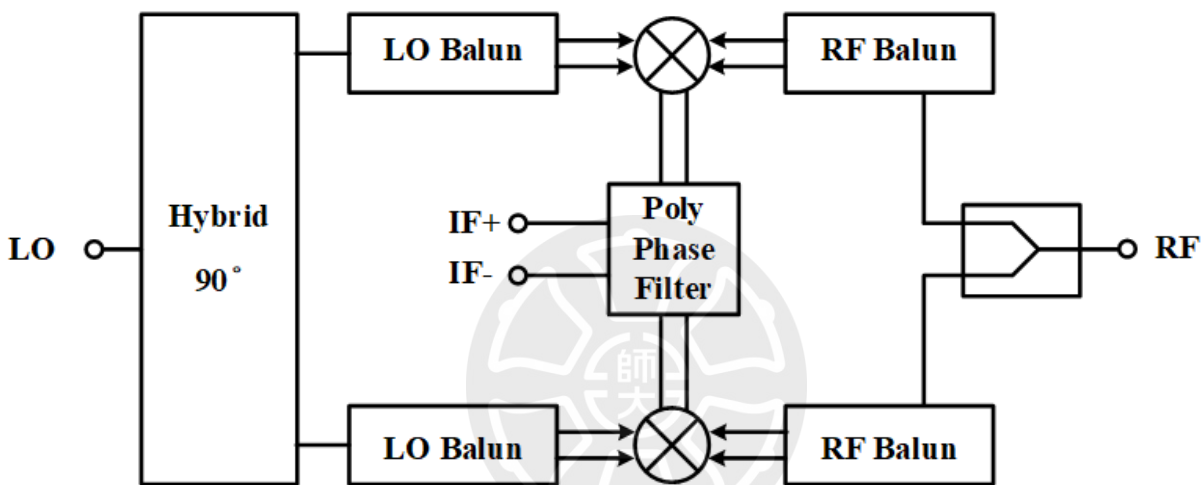 LO Balun
RF Balun
Hybrid
90°
LO
IF+
IF-
Poly
Phase
Filter
RF
師
大
LO Balun
RF Balun